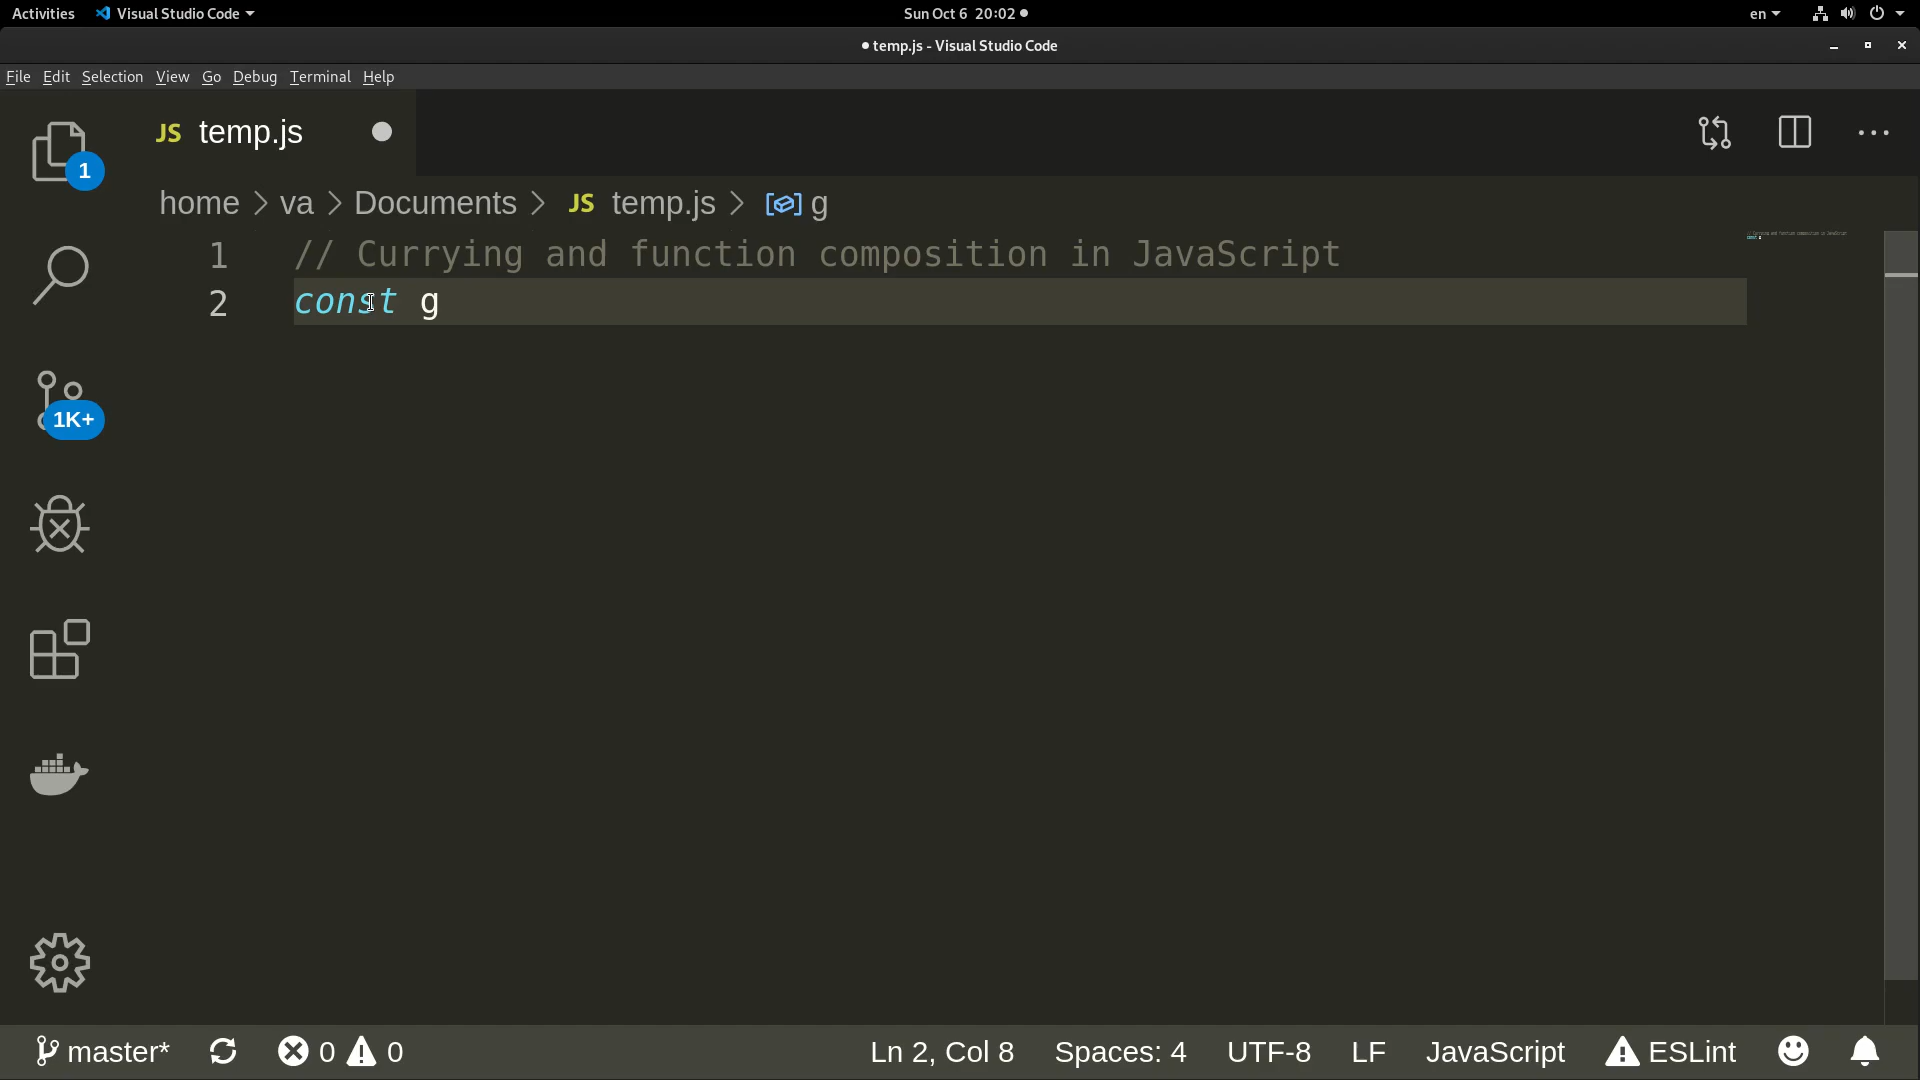 Activities Visual Studio Code Sun Oct 6 20:02 en
temp.js - Visual Studio Code
File Edit Selection View Go Debug Terminal Help
JS temp.js
1
home > va > Documents > JS temp.js > g
1 // Currying and function composition in JavaScript
2 const g
1K+
master* 0 0 Ln 2, Col 8 Spaces: 4 UTF-8 LF JavaScript ESLint